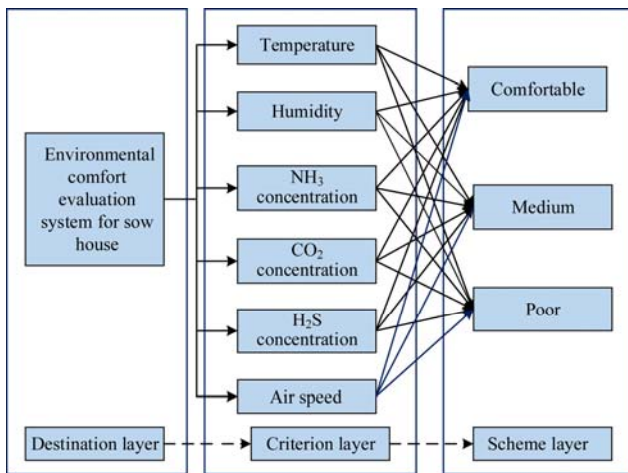 Environmental
comfort
evaluation
system for sow
house
Temperature
Humidity
NH₃
concentration
CO₂
concentration
H₂S
concentration
Air speed
Comfortable
Medium
Poor
Destination layer
Criterion layer
Scheme layer